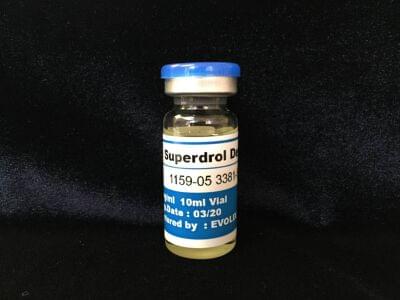 Superdrol
1159-05 3381-
10ml Vial
Date : 03/20
by : EVOLU